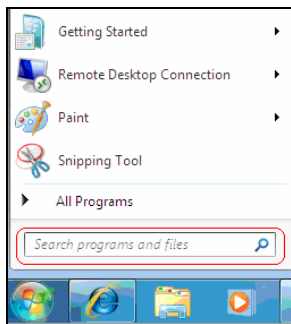 Getting Started
Remote Desktop Connection
Paint
Snipping Tool
All Programs
Search programs and files